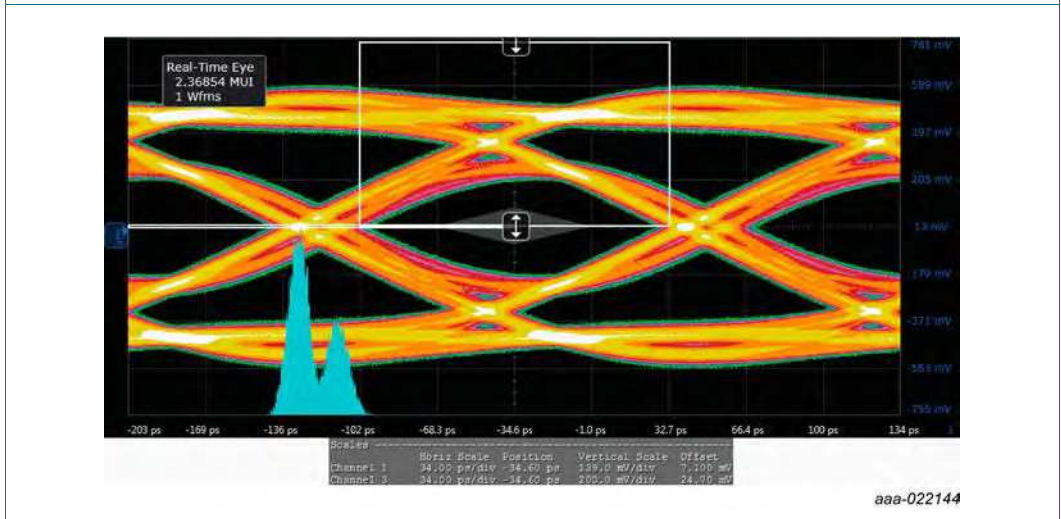 Real-Time Eye
2.36854 MUI
1 Wfms
781 mV
589 mV
397 mV
205 mV
13 mV
-179 mV
-371 mV
-563 mV
-755 mV
-203 ps -169 ps -136 ps -102 ps -68.3 ps -34.6 ps -1.0 ps 32.7 ps 66.4 ps 100 ps 134 ps
Scales
Horiz Scale Position Vertical Scale Offset
Channel 1 34.00 ps/div -34.60 ps 139.0 mV/div 7.100 mV
Channel 3 34.00 ps/div -34.60 ps 200.0 mV/div 24.70 mV
aaa-022144